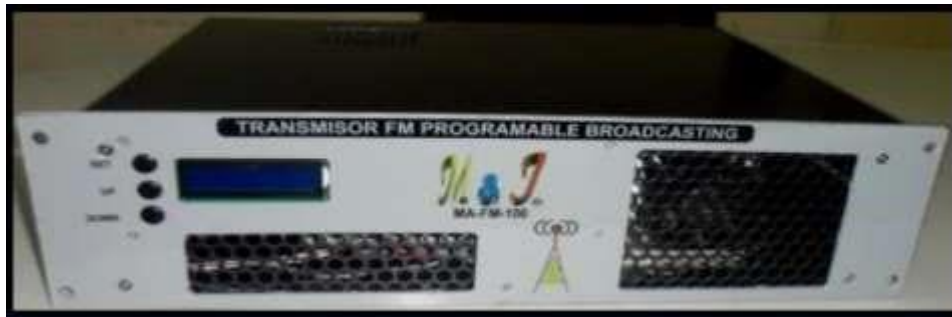 TRANSMISOR FM PROGRAMABLE BROADCASTING
SET
UP
DOWN
M & J.
MA-FM-100